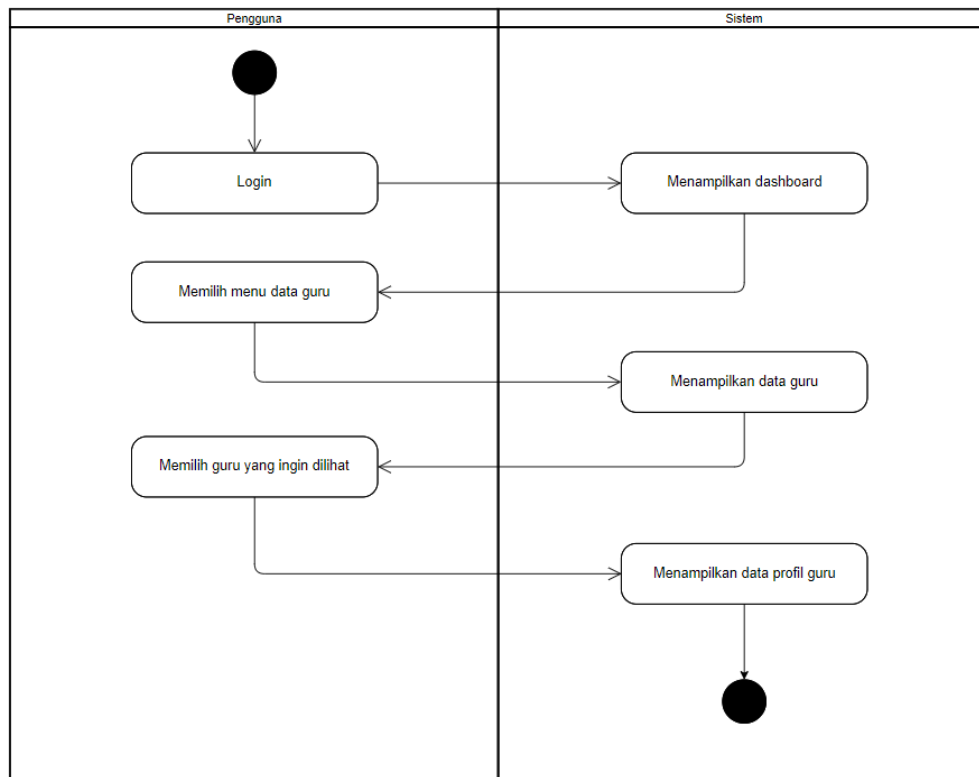 Pengguna
Sistem
Login
Menampilkan dashboard
Memilih menu data guru
Menampilkan data guru
Memilih guru yang ingin dilihat
Menampilkan data profil guru